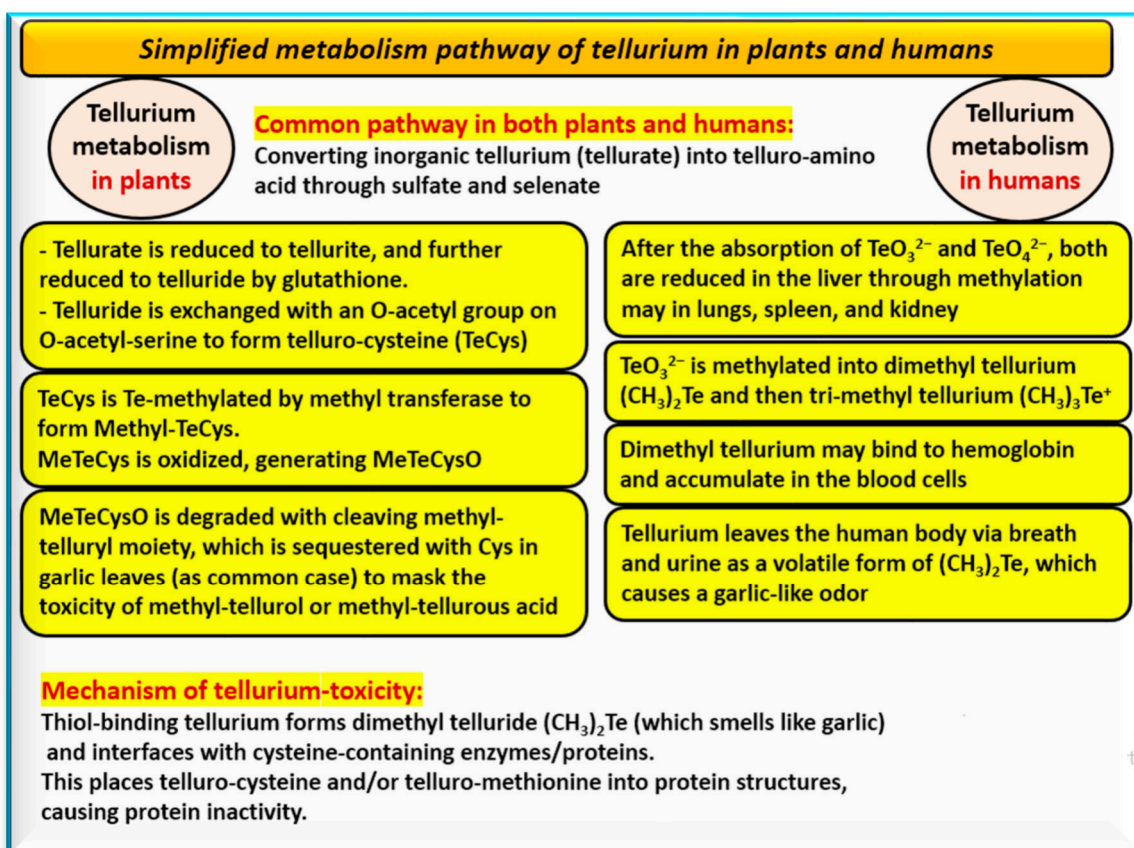 Simplified metabolism pathway of tellurium in plants and humans
Tellurium
metabolism
in plants
Common pathway in both plants and humans:
Converting inorganic tellurium (tellurate) into telluro-amino
acid through sulfate and selenate
Tellurium
metabolism
in humans
- Tellurate is reduced to tellurite, and further
reduced to telluride by glutathione.
- Telluride is exchanged with an O-acetyl group on
O-acetyl-serine to form telluro-cysteine (TeCys)
TeCys is Te-methylated by methyl transferase to
form Methyl-TeCys.
MeTeCys is oxidized, generating MeTeCysO
MeTeCysO is degraded with cleaving methyl-
telluryl moiety, which is sequestered with Cys in
garlic leaves (as common case) to mask the
toxicity of methyl-tellurol or methyl-tellurous acid
After the absorption of TeO₃²⁻ and TeO₄²⁻, both
are reduced in the liver through methylation
may in lungs, spleen, and kidney
TeO₃²⁻ is methylated into dimethyl tellurium
(CH₃)₂Te and then tri-methyl tellurium (CH₃)₃Te⁺
Dimethyl tellurium may bind to hemoglobin
and accumulate in the blood cells
Tellurium leaves the human body via breath
and urine as a volatile form of (CH₃)₂Te, which
causes a garlic-like odor
Mechanism of tellurium-toxicity:
Thiol-binding tellurium forms dimethyl telluride (CH₃)₂Te (which smells like garlic)
and interfaces with cysteine-containing enzymes/proteins.
This places telluro-cysteine and/or telluro-methionine into protein structures,
causing protein inactivity.